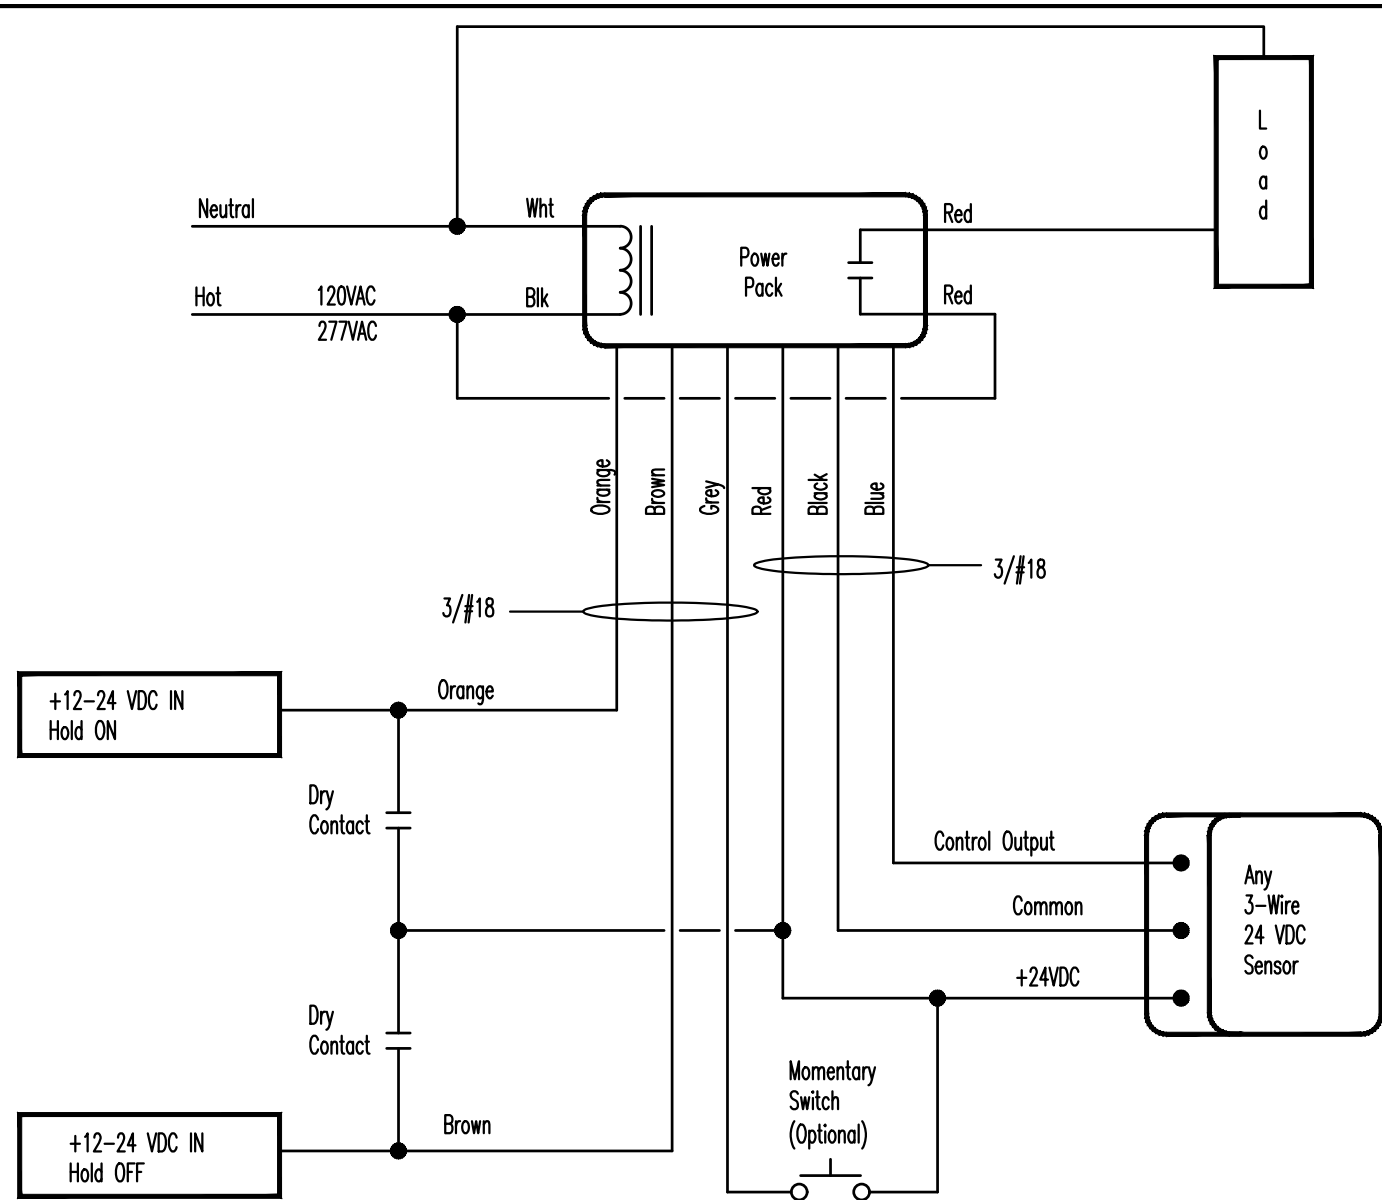 L
o
a
d
Neutral
Wht
Red
Power
Pack
Hot
120VAC
277VAC
Blk
Red
Orange
Brown
Grey
Red
Black
Blue
3/#18
3/#18
+12-24 VDC IN
Hold ON
Orange
Dry
Contact
Control Output
Common
+24VDC
Any
3-Wire
24 VDC
Sensor
Dry
Contact
Momentary
Switch
(Optional)
Brown
+12-24 VDC IN
Hold OFF